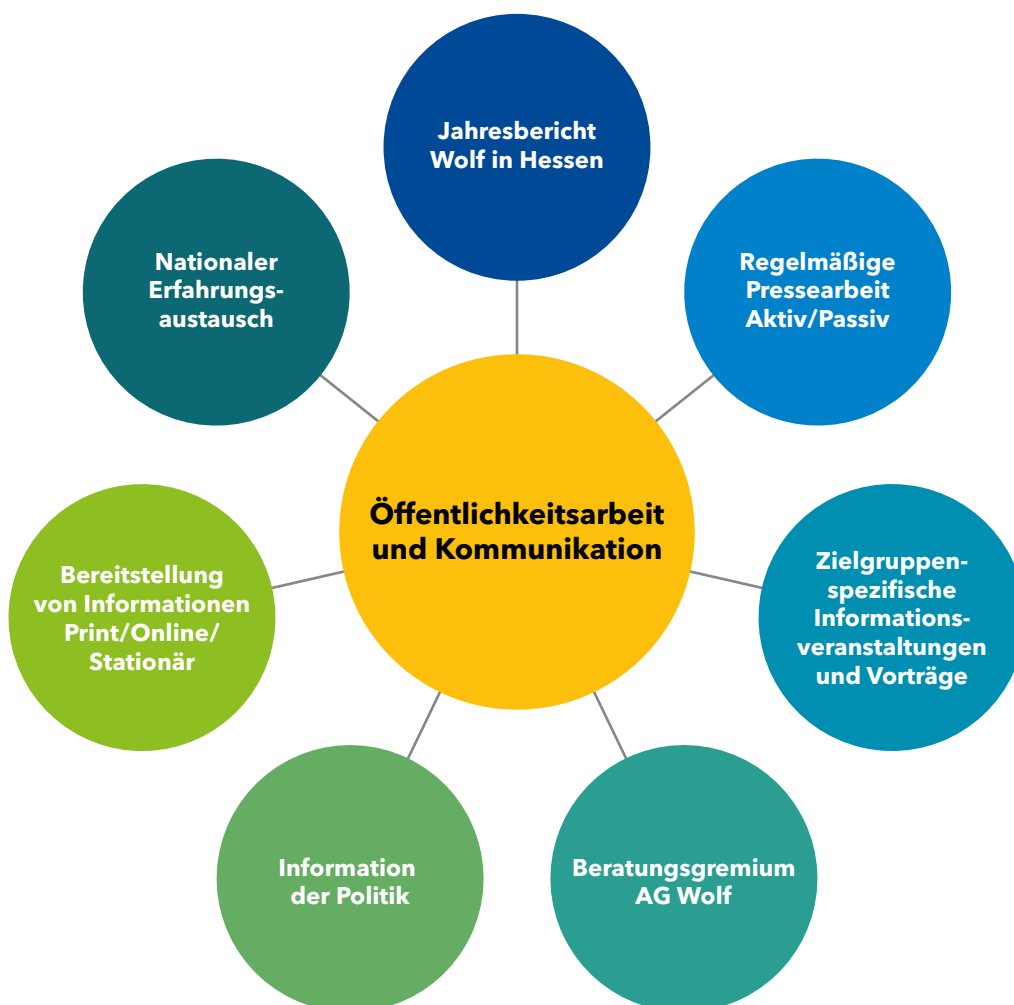 Jahresbericht
Wolf in Hessen
Regelmäßige
Pressearbeit
Aktiv/Passiv
Zielgruppen-
spezifische
Informations-
veranstaltungen
und Vorträge
Beratungsgremium
AG Wolf
Information
der Politik
Bereitstellung
von Informationen
Print/Online/
Stationär
Nationaler
Erfahrungs-
austausch
Öffentlichkeitsarbeit
und Kommunikation